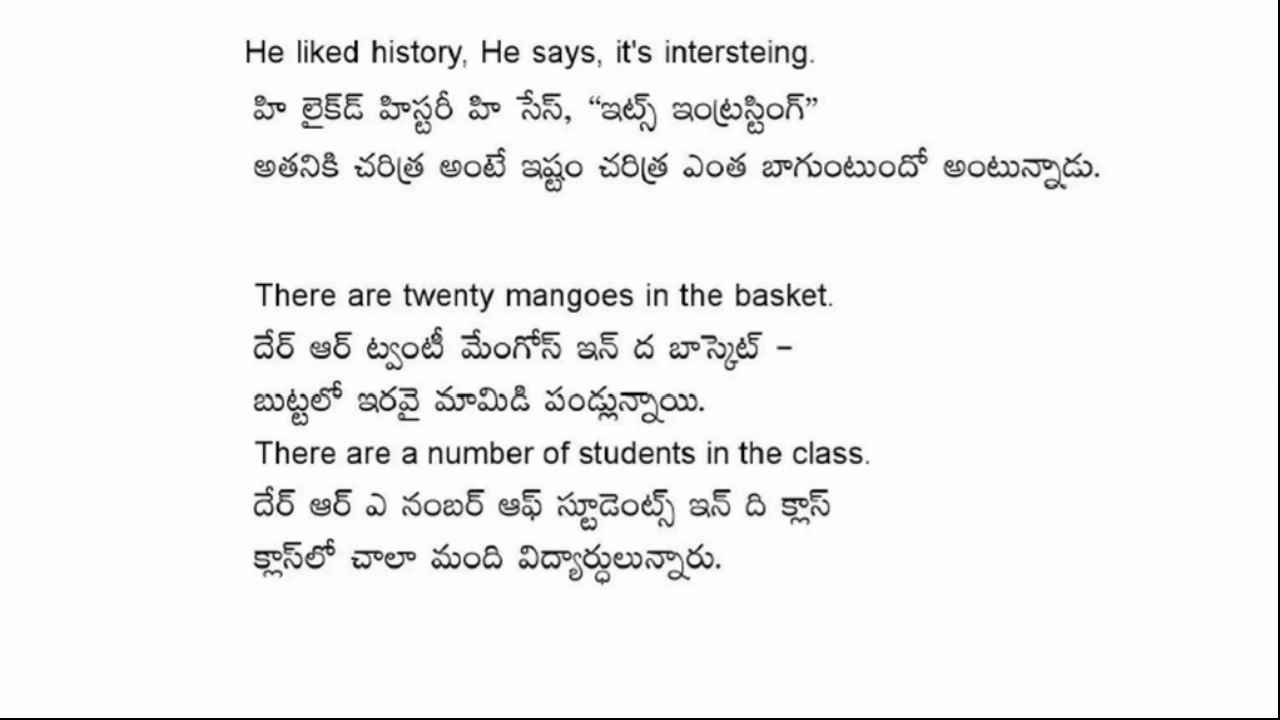 He liked history, He says, it's intersteing.
హి లైక్‌డ్ హిస్టరీ హి సేస్, “ఇట్స్ ఇంట్రస్టింగ్”
అతనికి చరిత్ర అంటే ఇష్టం చరిత్ర ఎంత బాగుంటుందో అంటున్నాడు.
There are twenty mangoes in the basket.
దేర్ ఆర్ ట్వంటీ మేంగోస్ ఇన్ ద బాస్కెట్ –
బుట్టలో ఇరవై మామిడి పండ్లున్నాయి.
There are a number of students in the class.
దేర్ ఆర్ ఎ నంబర్ ఆఫ్ స్టూడెంట్స్ ఇన్ ది క్లాస్
క్లాస్‌లో చాలా మంది విద్యార్ధులున్నారు.